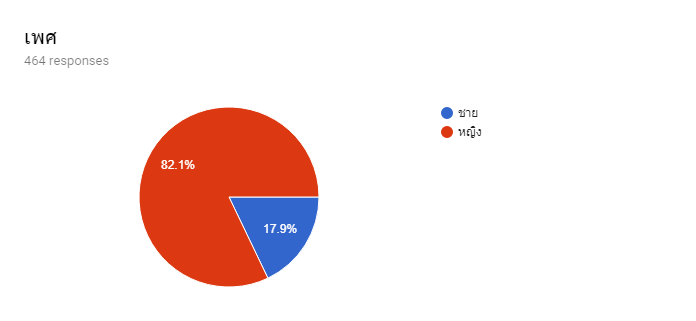 เพศ
464 responses
ชาย
หญิง
82.1%
17.9%